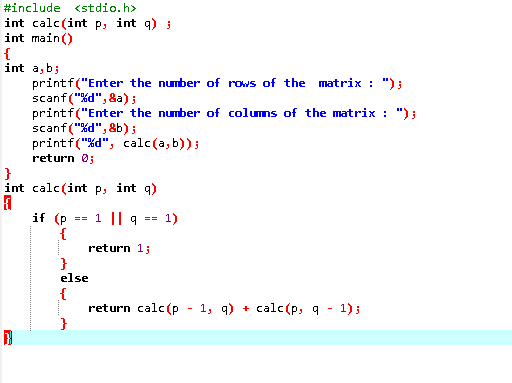 #include  <stdio.h>
int calc(int p, int q) ;
int main()
{
int a,b;
    printf("Enter the number of rows of the  matrix : ");
    scanf("%d",&a);
    printf("Enter the number of columns of the matrix : ");
    scanf("%d",&b);
    printf("%d", calc(a,b));
    return 0;
}
int calc(int p, int q)
{
    if (p == 1 || q == 1)
        {
            return 1;
        }
        else
        {
            return calc(p - 1, q) + calc(p, q - 1);
        }
}